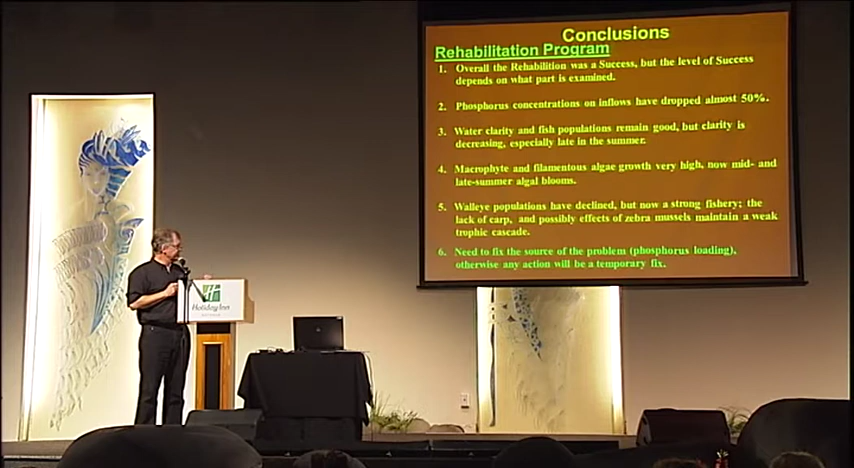 Conclusions
Rehabilitation Program
1. Overall the Rehabilition was a Success, but the level of Success
depends on what part is examined.
2. Phosphorus concentrations on inflows have dropped almost 50%.
3. Water clarity and fish populations remain good, but clarity is
decreasing, especially late in the summer.
4. Macrophyte and filamentous algae growth very high, now mid- and
late-summer algal blooms.
5. Walleye populations have declined, but now a strong fishery; the
lack of carp, and possibly effects of zebra mussels maintain a weak
trophic cascade.
6. Need to fix the source of the problem (phosphorus loading),
otherwise any action will be a temporary fix.
Holiday Inn